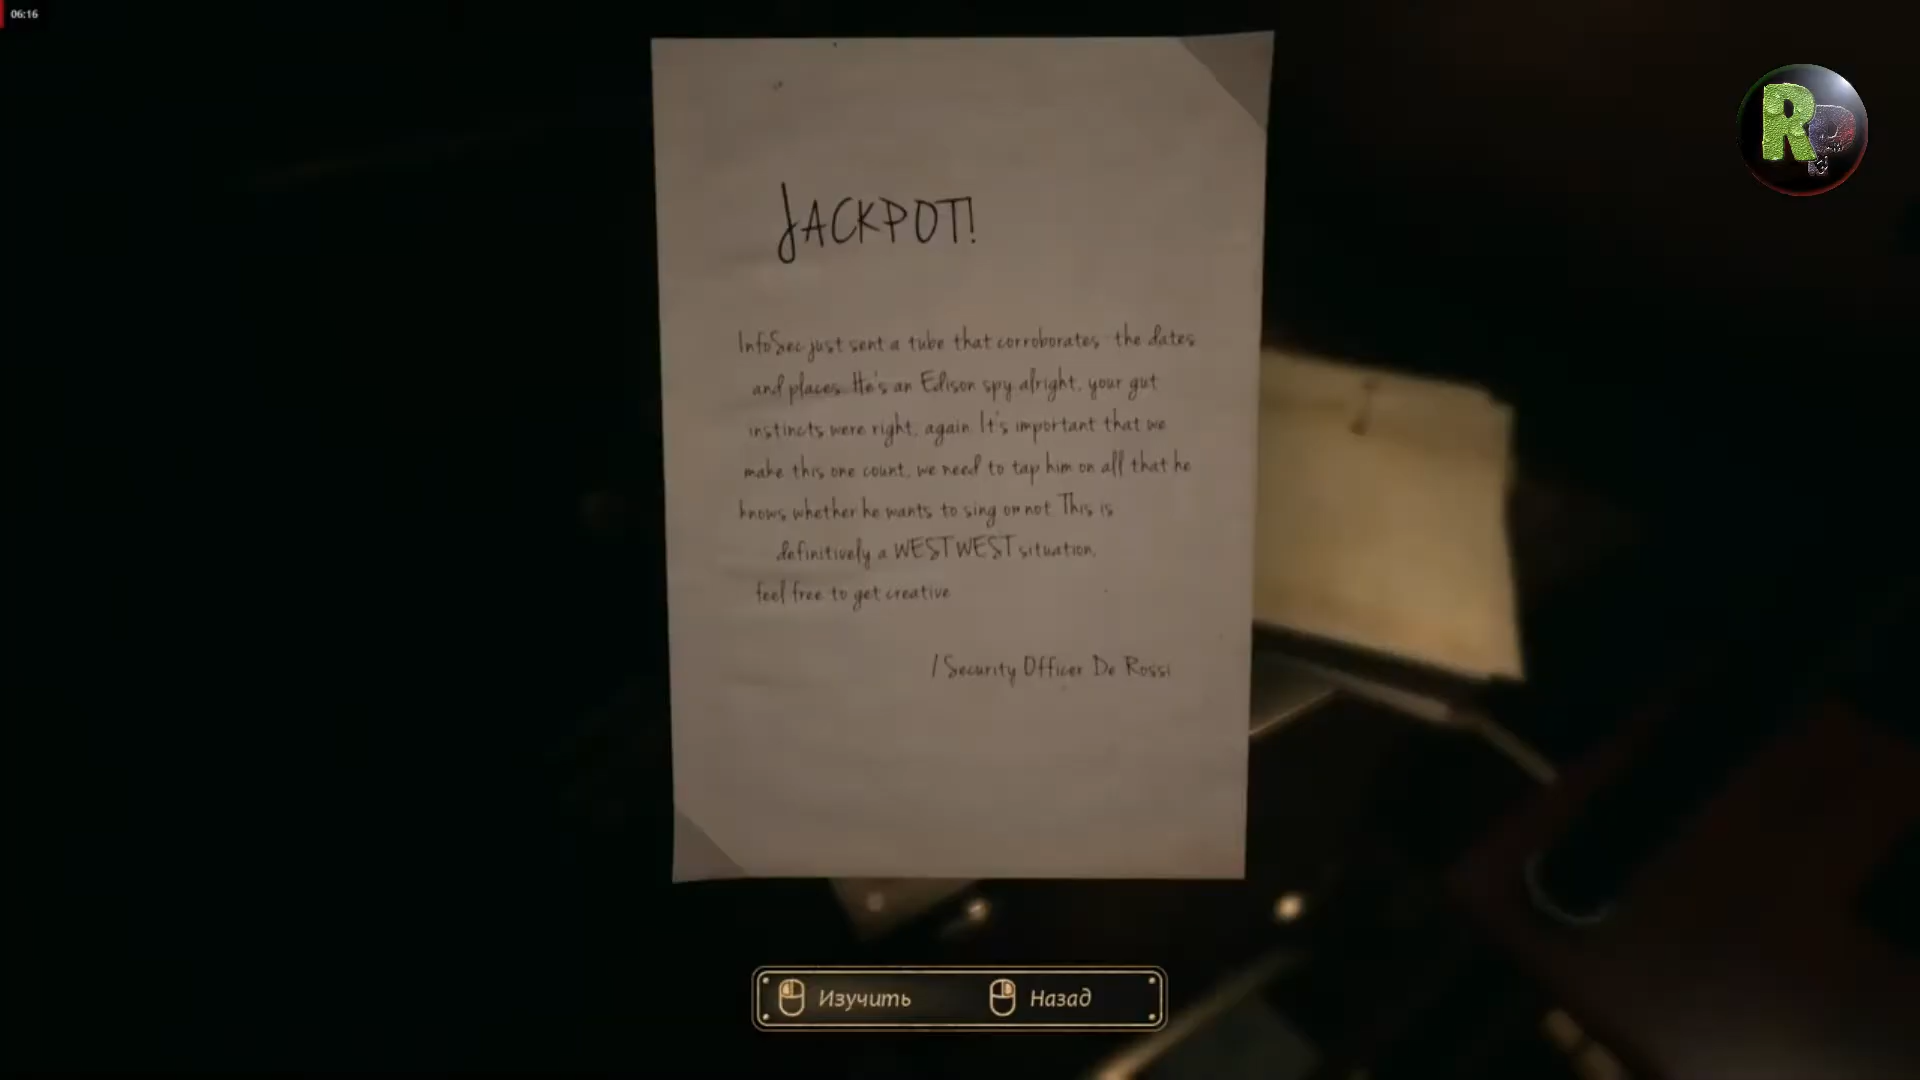 06:16
R
JACKPOT!
InfoSec just sent a tube that corroborates the dates
and places. He's an Edison spy alright, your gut
instincts were right, again. It's important that we
make this one count, we need to tap him on all that he
knows whether he wants to sing or not. This is
definitively a WESTWEST situation,
feel free to get creative
/Security Officer De Rossi
Изучить Назад